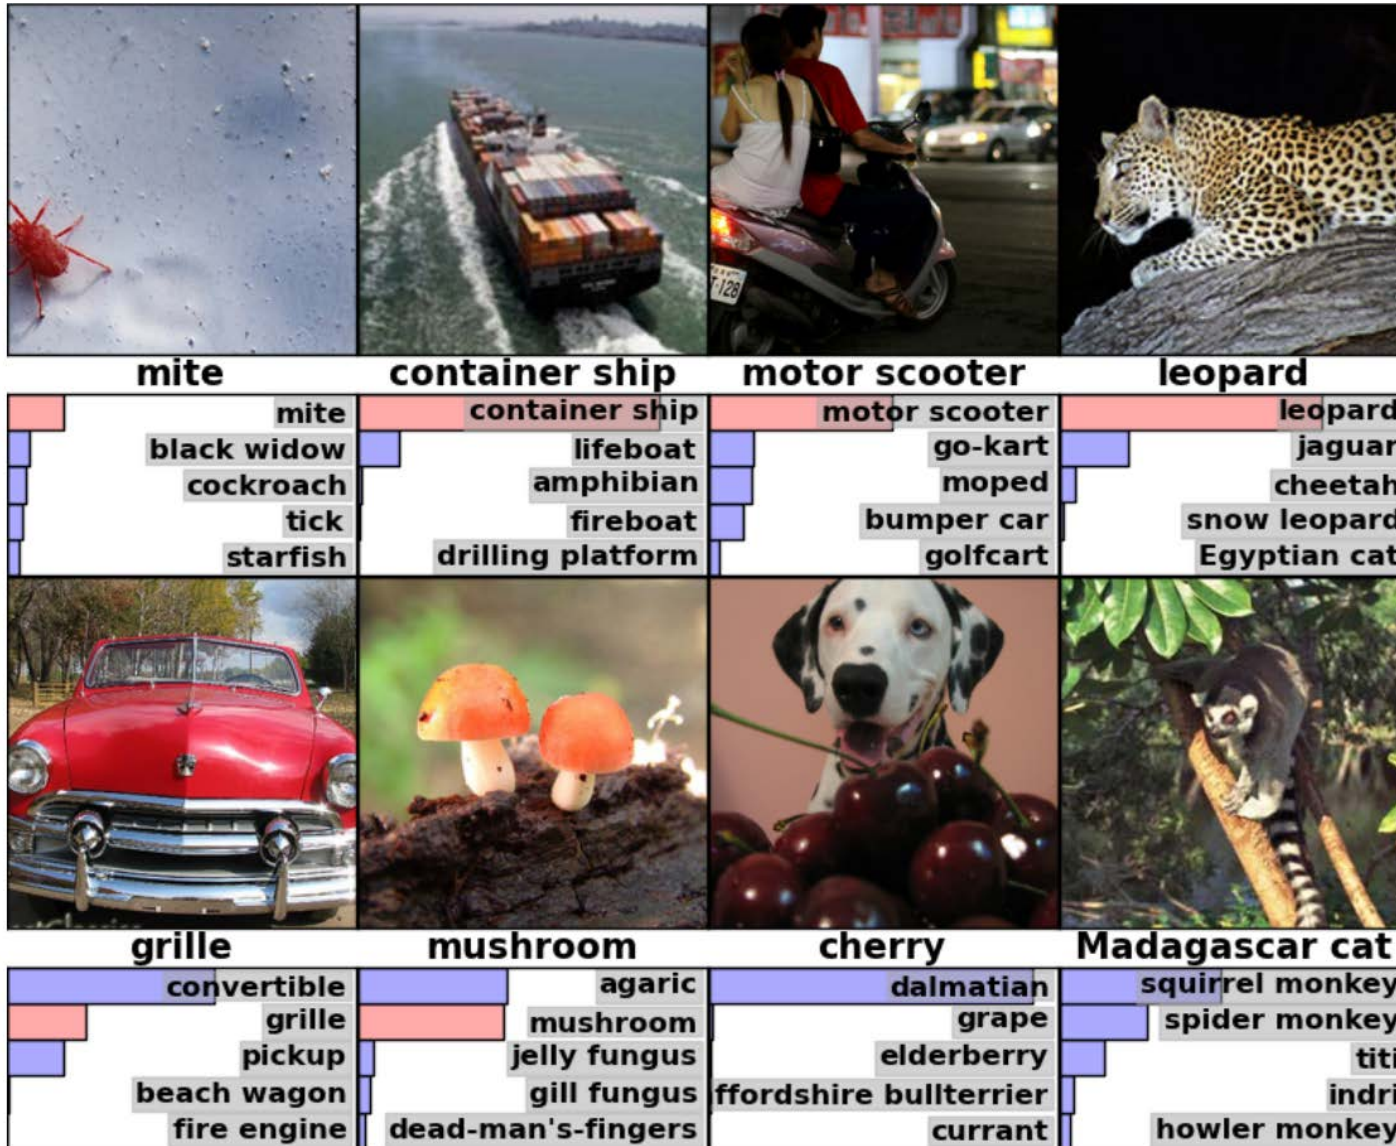 T-128
mite
container ship
motor scooter
leopard
mite
black widow
cockroach
tick
starfish
container ship
lifeboat
amphibian
fireboat
drilling platform
motor scooter
go-kart
moped
bumper car
golfcart
leopard
jaguar
cheetah
snow leopard
Egyptian cat
grille
mushroom
cherry
Madagascar cat
convertible
grille
pickup
beach wagon
fire engine
agaric
mushroom
jelly fungus
gill fungus
dead-man's-fingers
dalmatian
grape
elderberry
ffordshire bullterrier
currant
squirrel monkey
spider monkey
titi
indri
howler monkey